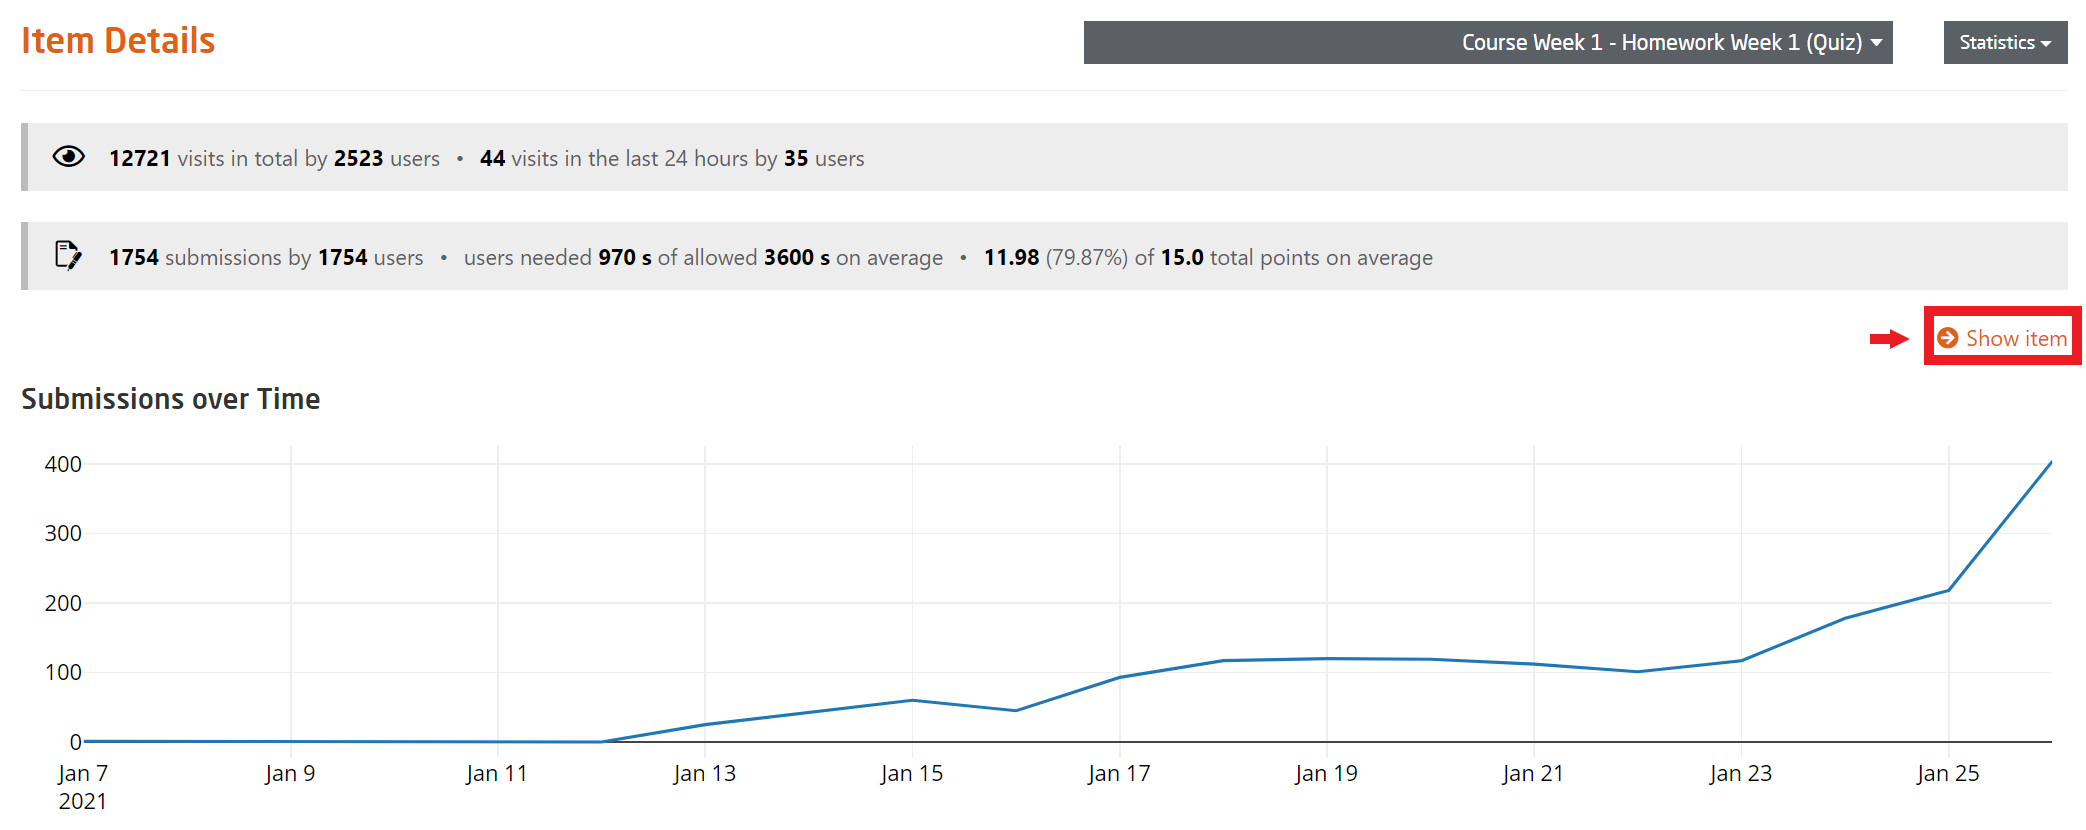 Item Details
Course Week 1 - Homework Week 1 (Quiz)
Statistics
12721 visits in total by 2523 users • 44 visits in the last 24 hours by 35 users
1754 submissions by 1754 users • users needed 970 s of allowed 3600 s on average • 11.98 (79.87%) of 15.0 total points on average
Show item
Submissions over Time
400
300
200
100
0
Jan 7 Jan 9 Jan 11 Jan 13 Jan 15 Jan 17 Jan 19 Jan 21 Jan 23 Jan 25
2021